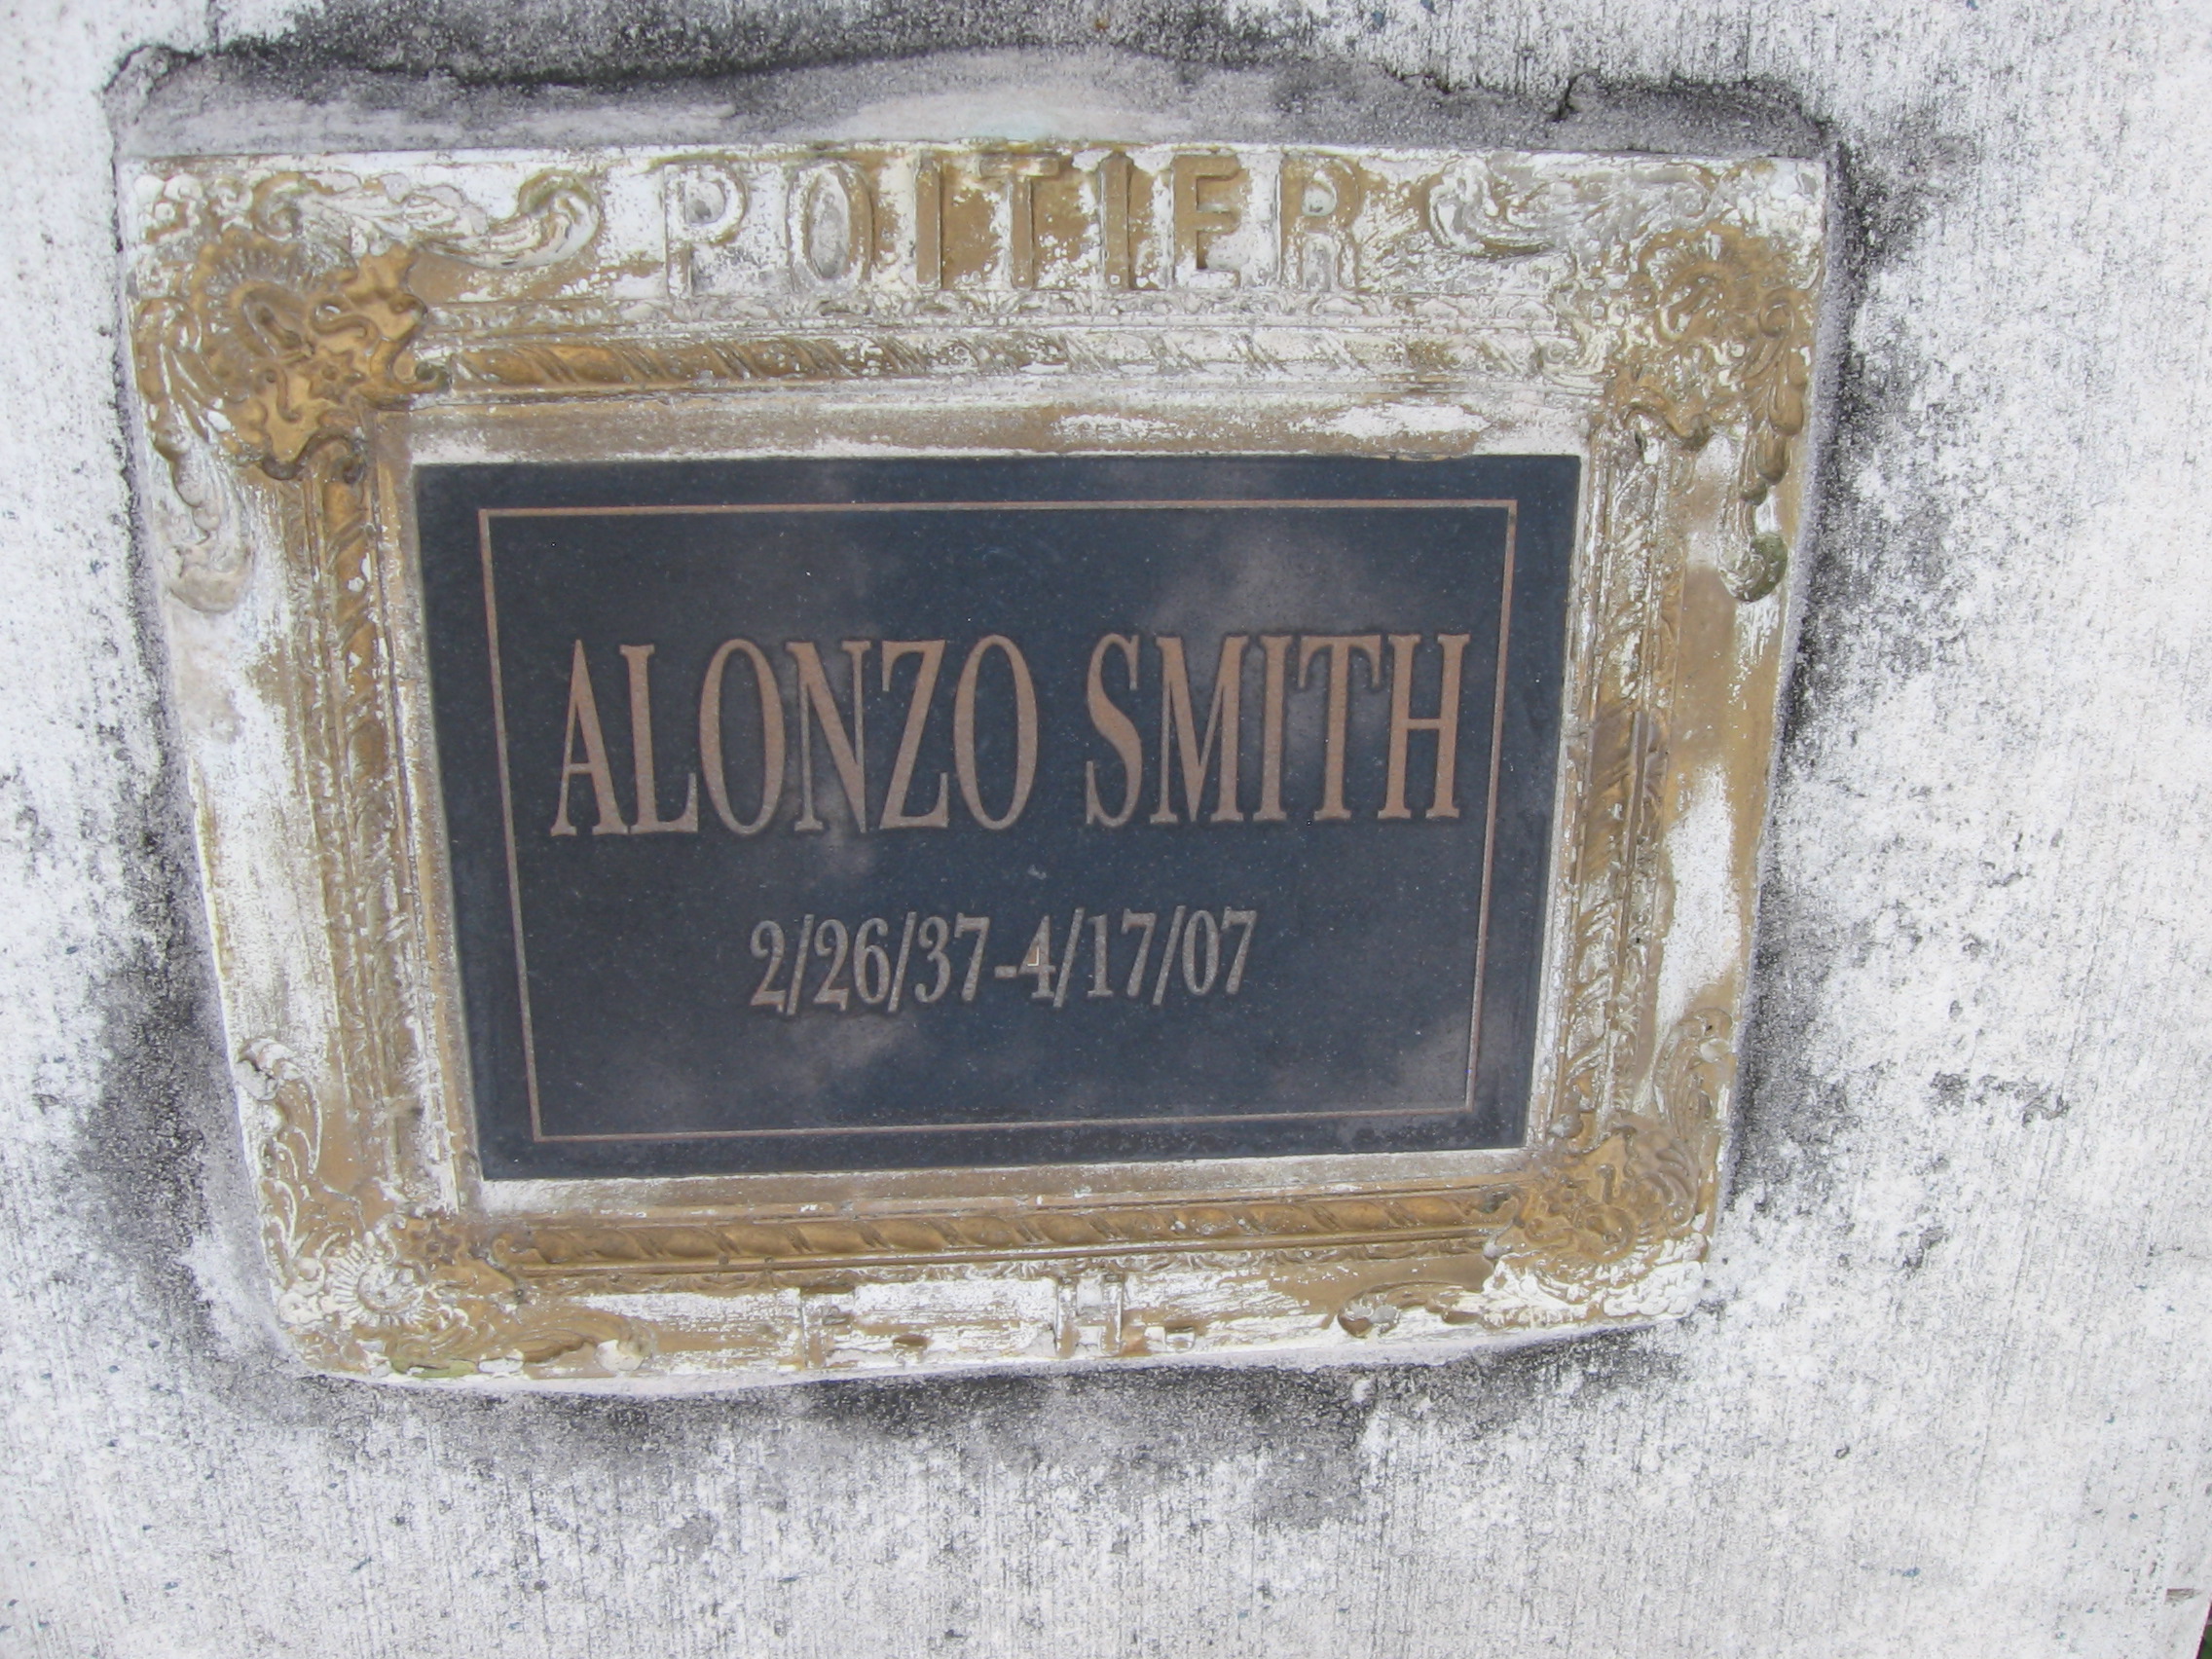 POITIER
ALONZO SMITH
2/26/37-4/17/07